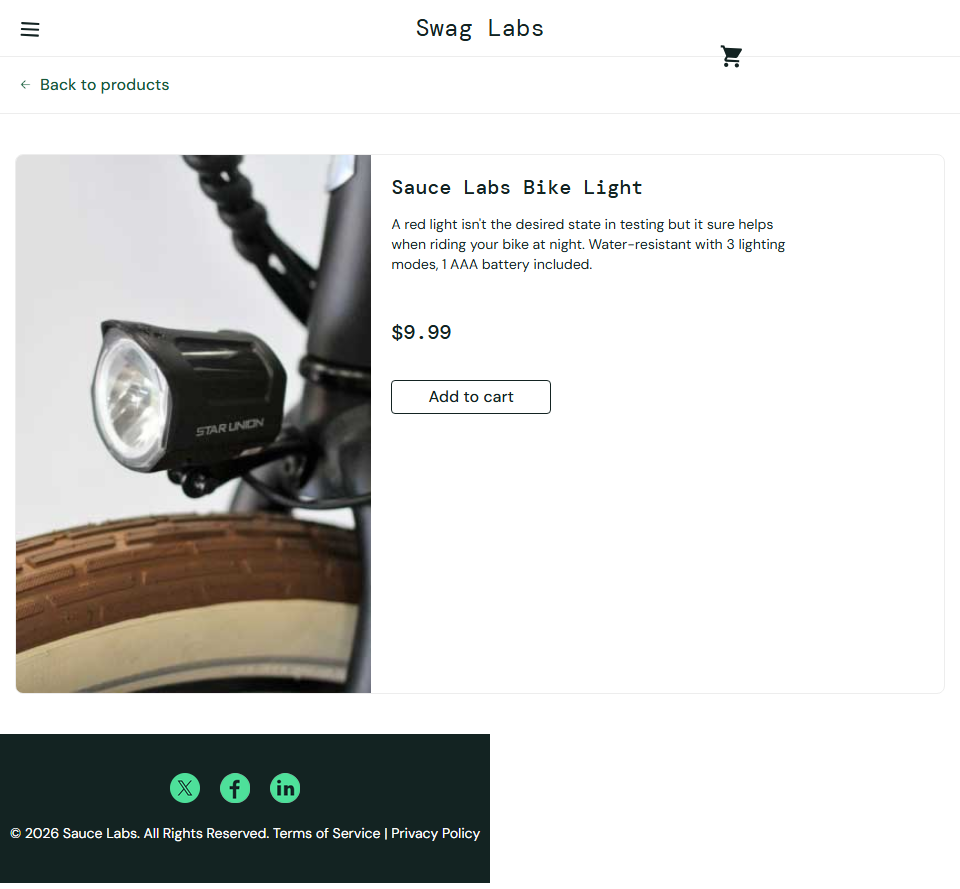 Swag Labs
Back to products
Sauce Labs Bike Light
A red light isn't the desired state in testing but it sure helps
when riding your bike at night. Water-resistant with 3 lighting
modes, 1 AAA battery included.
$9.99
Add to cart
STAR UNION
© 2026 Sauce Labs. All Rights Reserved. Terms of Service | Privacy Policy